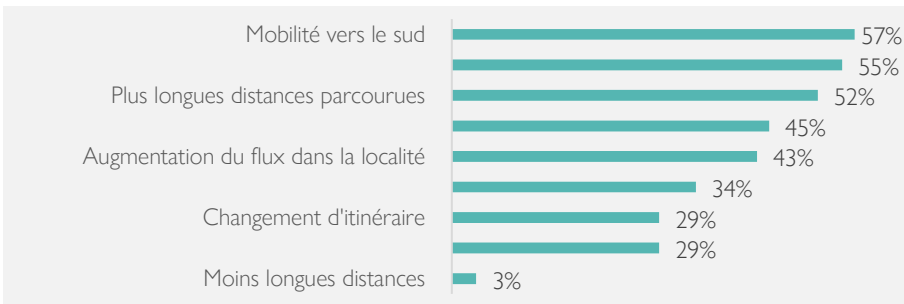 Mobilité vers le sud 57%
55%
Plus longues distances parcourues 52%
45%
Augmentation du flux dans la localité 43%
34%
Changement d'itinéraire 29%
29%
Moins longues distances 3%